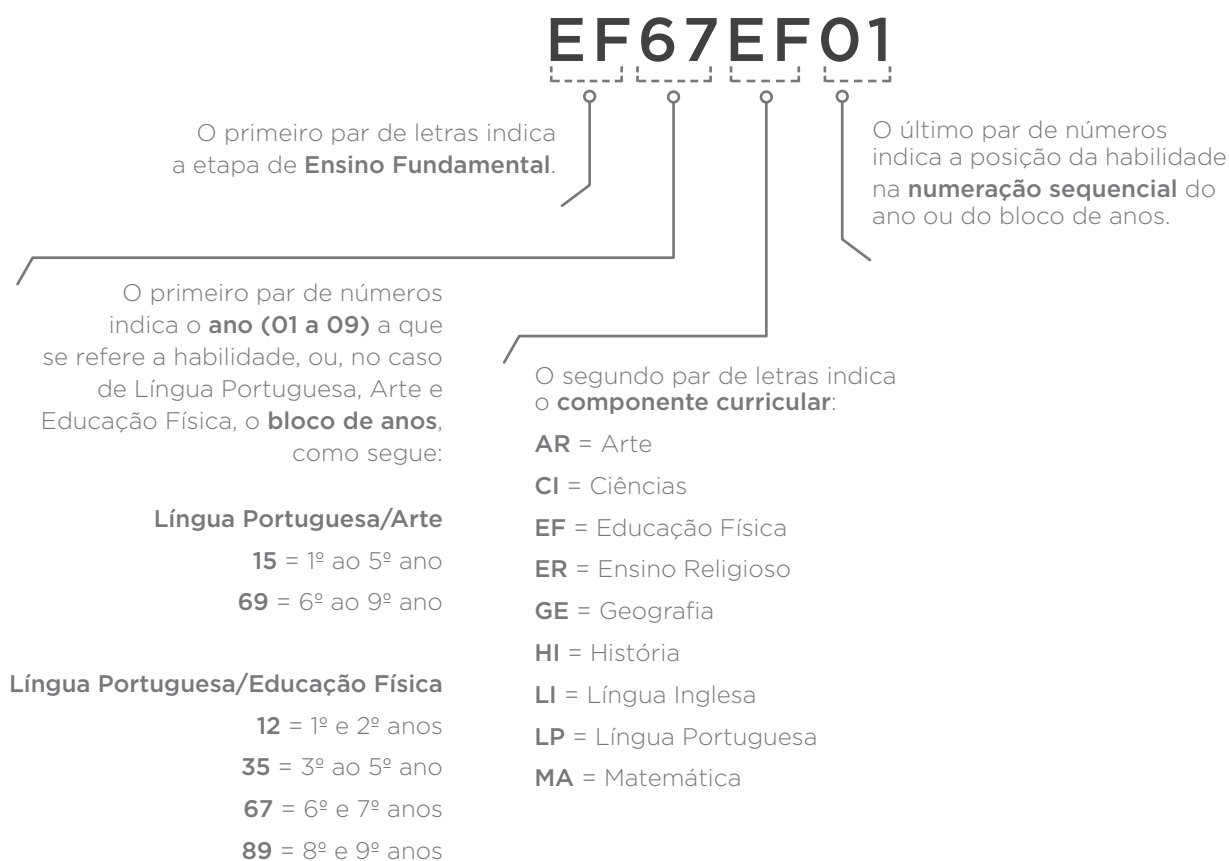 EF67EF01
O primeiro par de letras indica
a etapa de Ensino Fundamental.
O último par de números
indica a posição da habilidade
na numeração sequencial do
ano ou do bloco de anos.
O primeiro par de números
indica o ano (01 a 09) a que
se refere a habilidade, ou, no caso
de Língua Portuguesa, Arte e
Educação Física, o bloco de anos,
como segue:
Língua Portuguesa/Arte
15 = 1º ao 5º ano
69 = 6º ao 9º ano
Língua Portuguesa/Educação Física
12 = 1º e 2º anos
35 = 3º ao 5º ano
67 = 6º e 7º anos
89 = 8º e 9º anos
O segundo par de letras indica
o componente curricular:
AR = Arte
CI = Ciências
EF = Educação Física
ER = Ensino Religioso
GE = Geografia
HI = História
LI = Língua Inglesa
LP = Língua Portuguesa
MA = Matemática